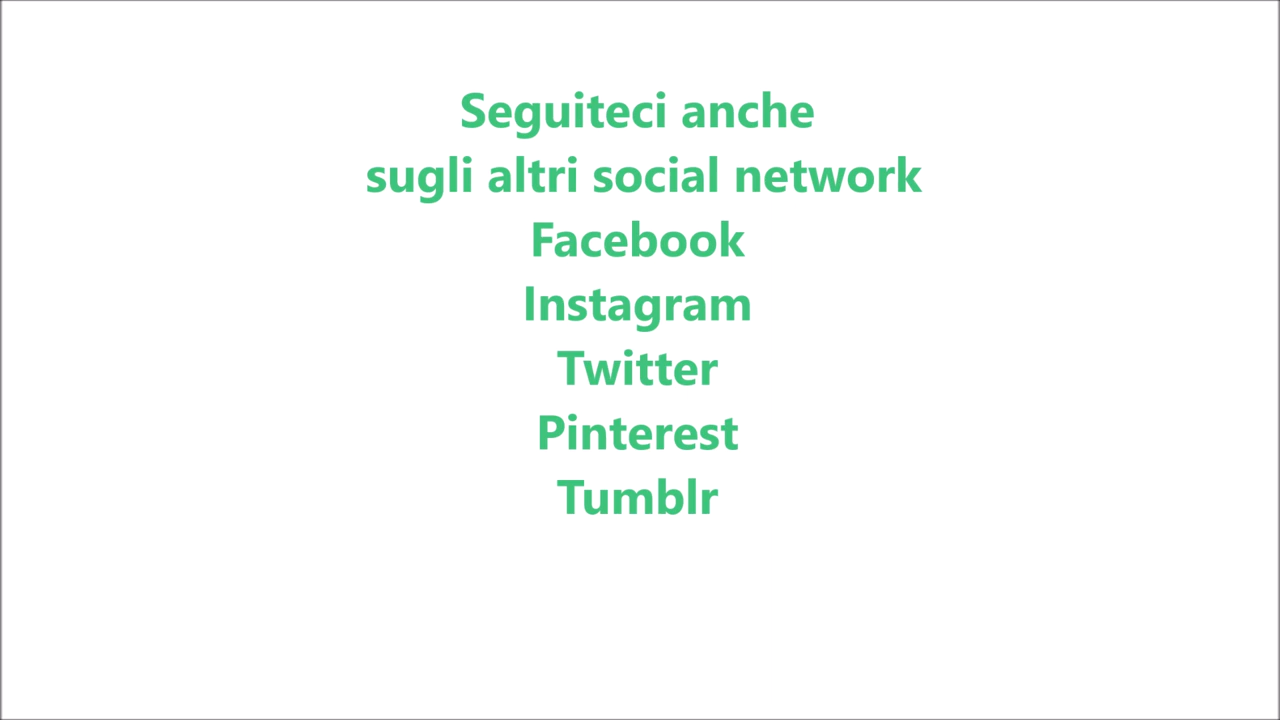 Seguiteci anche
sugli altri social network
Facebook
Instagram
Twitter
Pinterest
Tumblr